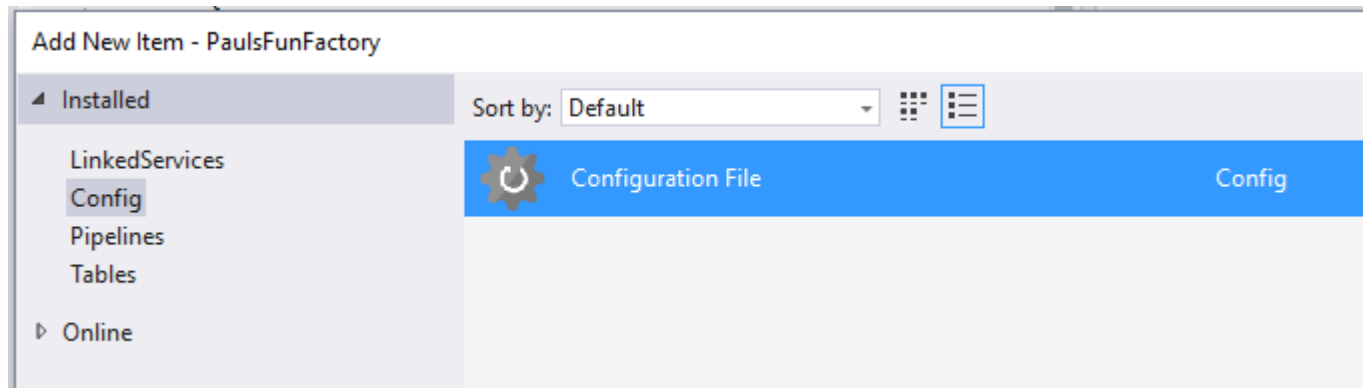 Add New Item - PaulsFunFactory
Installed
LinkedServices
Config
Pipelines
Tables
Online
Sort by: Default
Configuration File Config